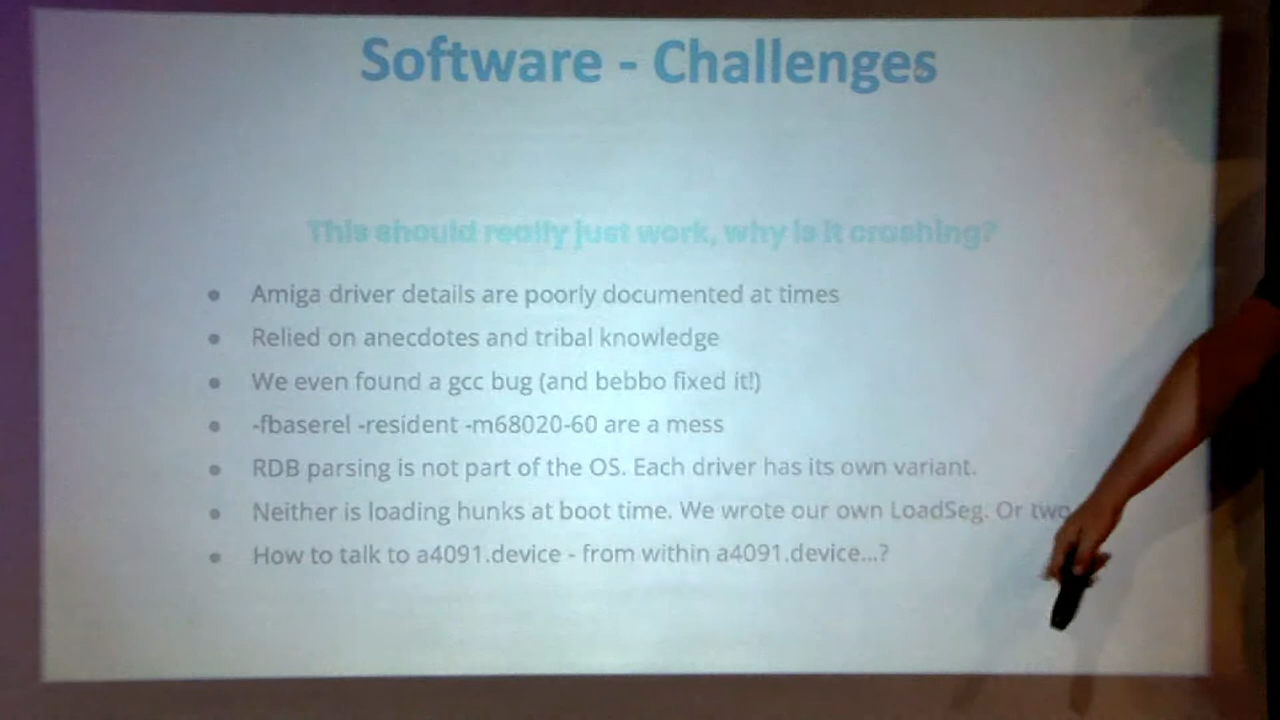 Software - Challenges
This should really just work, why is it crashing?
● Amiga driver details are poorly documented at times
● Relied on anecdotes and tribal knowledge
● We even found a gcc bug (and bebbo fixed it!)
● -fbaserel -resident -m68020-60 are a mess
● RDB parsing is not part of the OS. Each driver has its own variant.
● Neither is loading hunks at boot time. We wrote our own LoadSeg. Or two
● How to talk to a4091.device - from within a4091.device...?